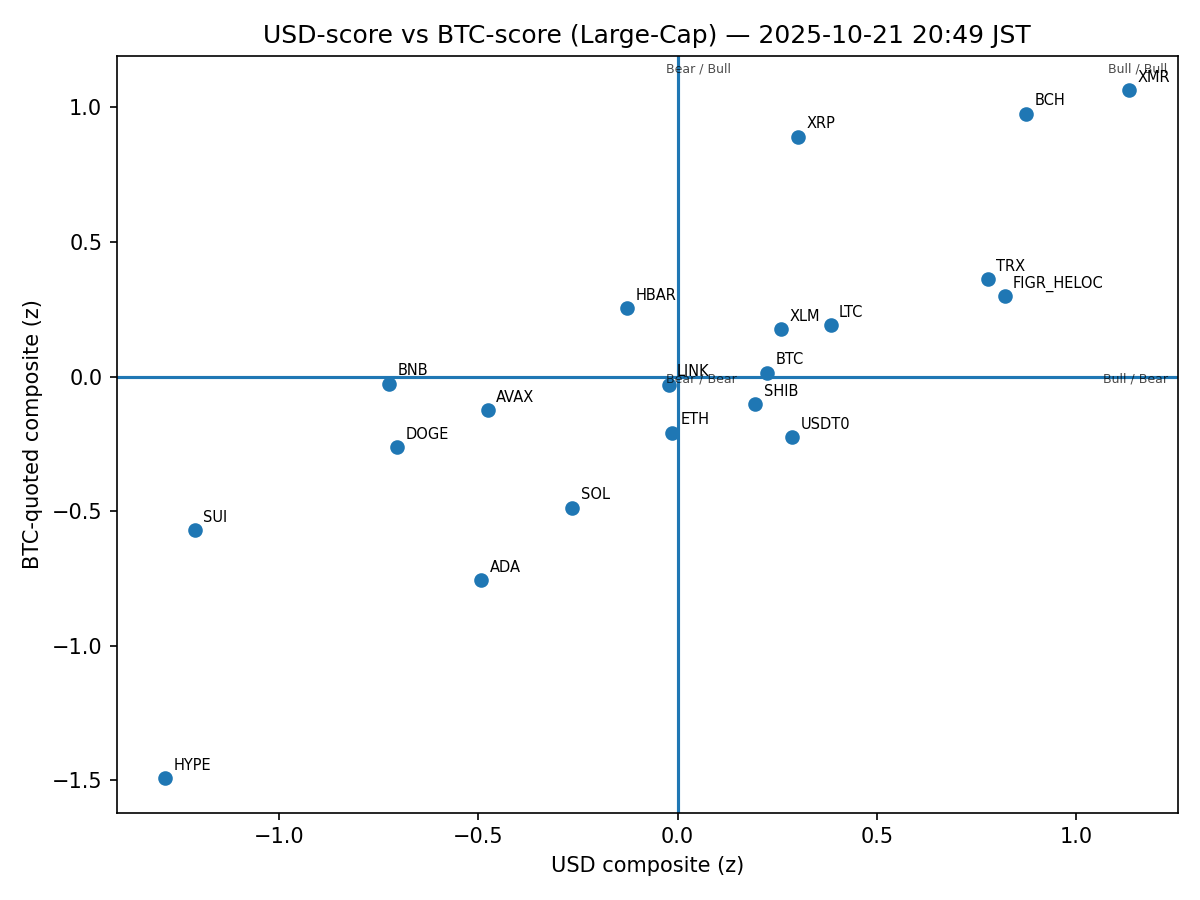 USD-score vs BTC-score (Large-Cap) — 2025-10-21 20:49 JST
Bear / Bull
Bull / Bull
XMR
BCH
XRP
TRX
FIGR_HELOC
HBAR
XLM
LTC
BTC
BNB
LINK
Bear / Bear
Bull / Bear
AVAX
SHIB
ETH
USDT0
DOGE
SOL
SUI
ADA
HYPE
1.0
0.5
0.0
−0.5
−1.0
−1.5
BTC-quoted composite (z)
−1.0
−0.5
0.0
0.5
1.0
USD composite (z)